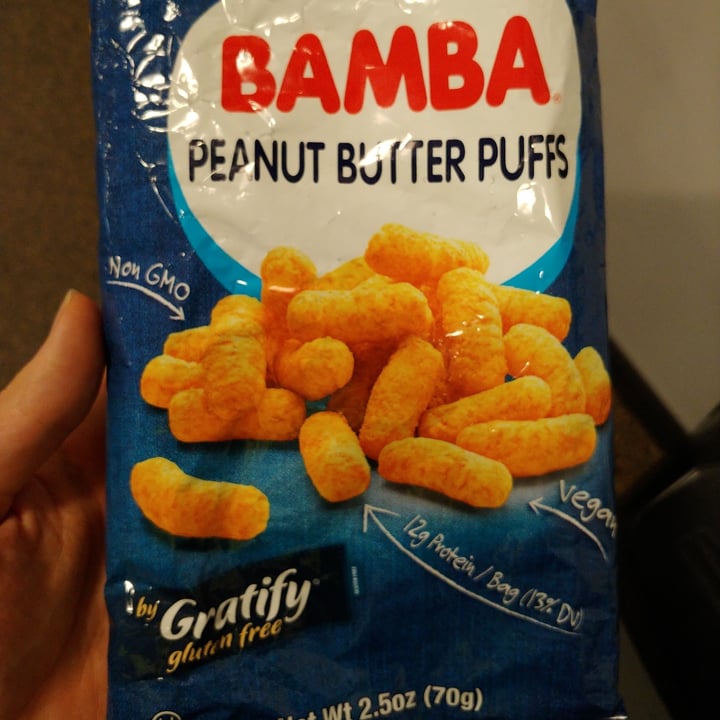 BAMBA
PEANUT BUTTER PUFFS
Non GMO
Vegan
12g Protein / Bag (13% DV)
by Gratify
gluten free
Net Wt 2.5oz (70g)